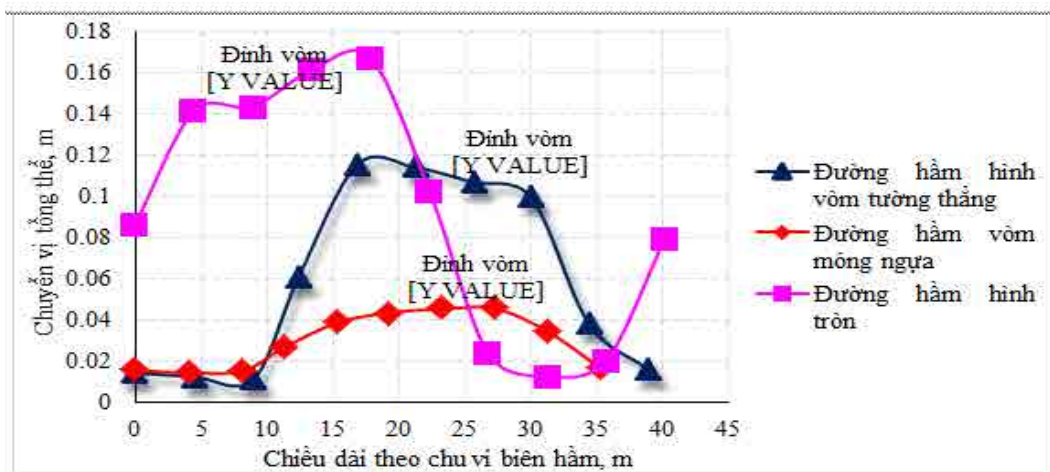 0.18
0.16
0.14
0.12
0.1
0.08
0.06
0.04
0.02
0
Chuyển vị tổng thể, m
Đỉnh vòm
[Y VALUE]
Đỉnh vòm
[Y VALUE]
Đỉnh vòm
[Y VALUE]
0 5 10 15 20 25 30 35 40 45
Chiều dài theo chu vi biên hầm, m
Đường hầm hình
vòm tường thẳng
Đường hầm vòm
móng ngựa
Đường hầm hình
tròn